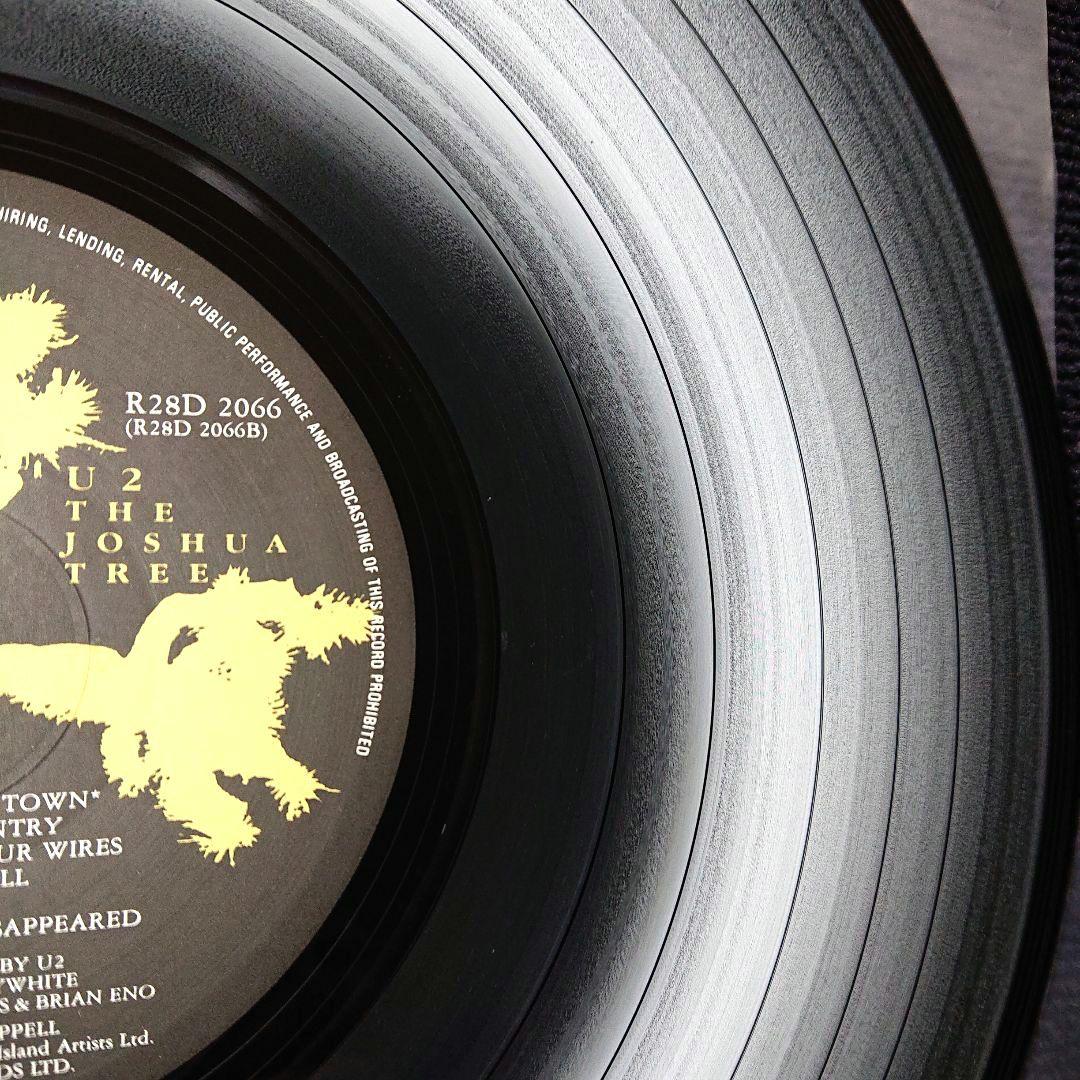 HIRING, LENDING, RENTAL, PUBLIC PERFORMANCE AND BROADCASTING OF THIS RECORD PROHIBITED
R28D 2066
(R28D 2066B)
U2
THE
JOSHUA
TREE
TOWN*
NTRY
UR WIRES
LL
SAPPEARED
BY U2
YWHITE
S & BRIAN ENO
PPELL
Island Artists Ltd.
DS LTD.